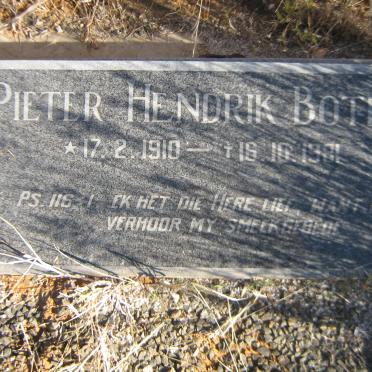 PIETER HENDRIK BOT
* 17.2.1910 — † 16.10.1981
PS. 116:1 EK HET DIE HERE LIEF, WANT
VERHOOR MY SMEEKGEBEDE